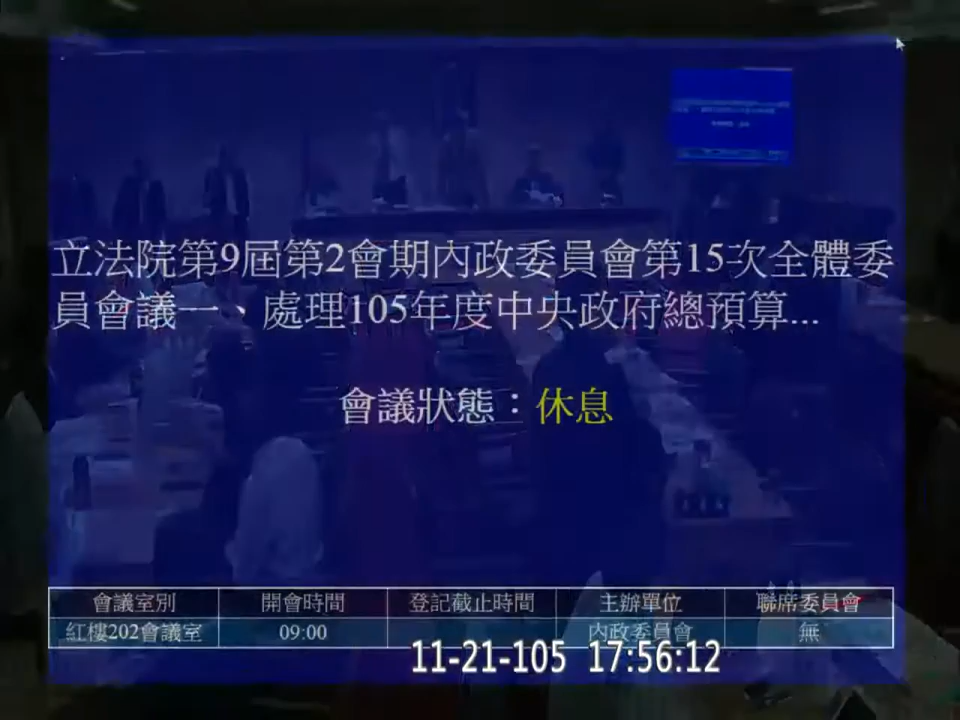 立法院第9屆第2會期內政委員會第15次全體委
員會議一、處理105年度中央政府總預算...
會議狀態：休息
會議室別 開會時間 登記截止時間 主辦單位 聯席委員會
紅樓202會議室 09:00 內政委員會 無
11-21-105 17:56:12